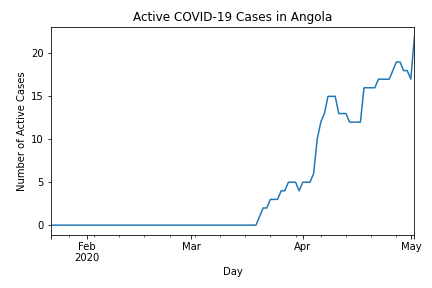 Active COVID-19 Cases in Angola
Number of Active Cases
20
15
10
5
0
Feb
2020
Mar
Apr
May
Day